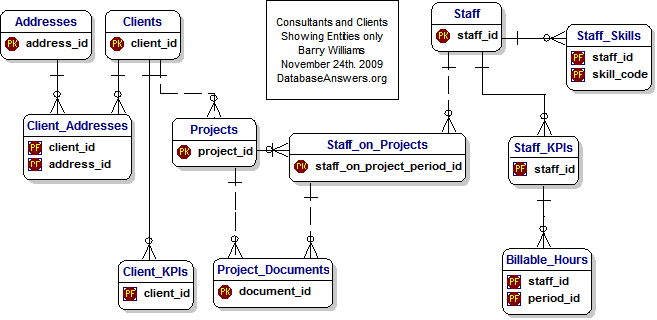 Addresses
PK address_id
Clients
PK client_id
Consultants and Clients
Showing Entities only
Barry Williams
November 24th. 2009
DatabaseAnswers.org
Staff
PK staff_id
Staff_Skills
PF staff_id
PF skill_code
Client_Addresses
PF client_id
PF address_id
Projects
PK project_id
Staff_on_Projects
PK staff_on_project_period_id
Staff_KPIs
PF staff_id
Client_KPIs
PF client_id
Project_Documents
PK document_id
Billable_Hours
PF staff_id
PF period_id